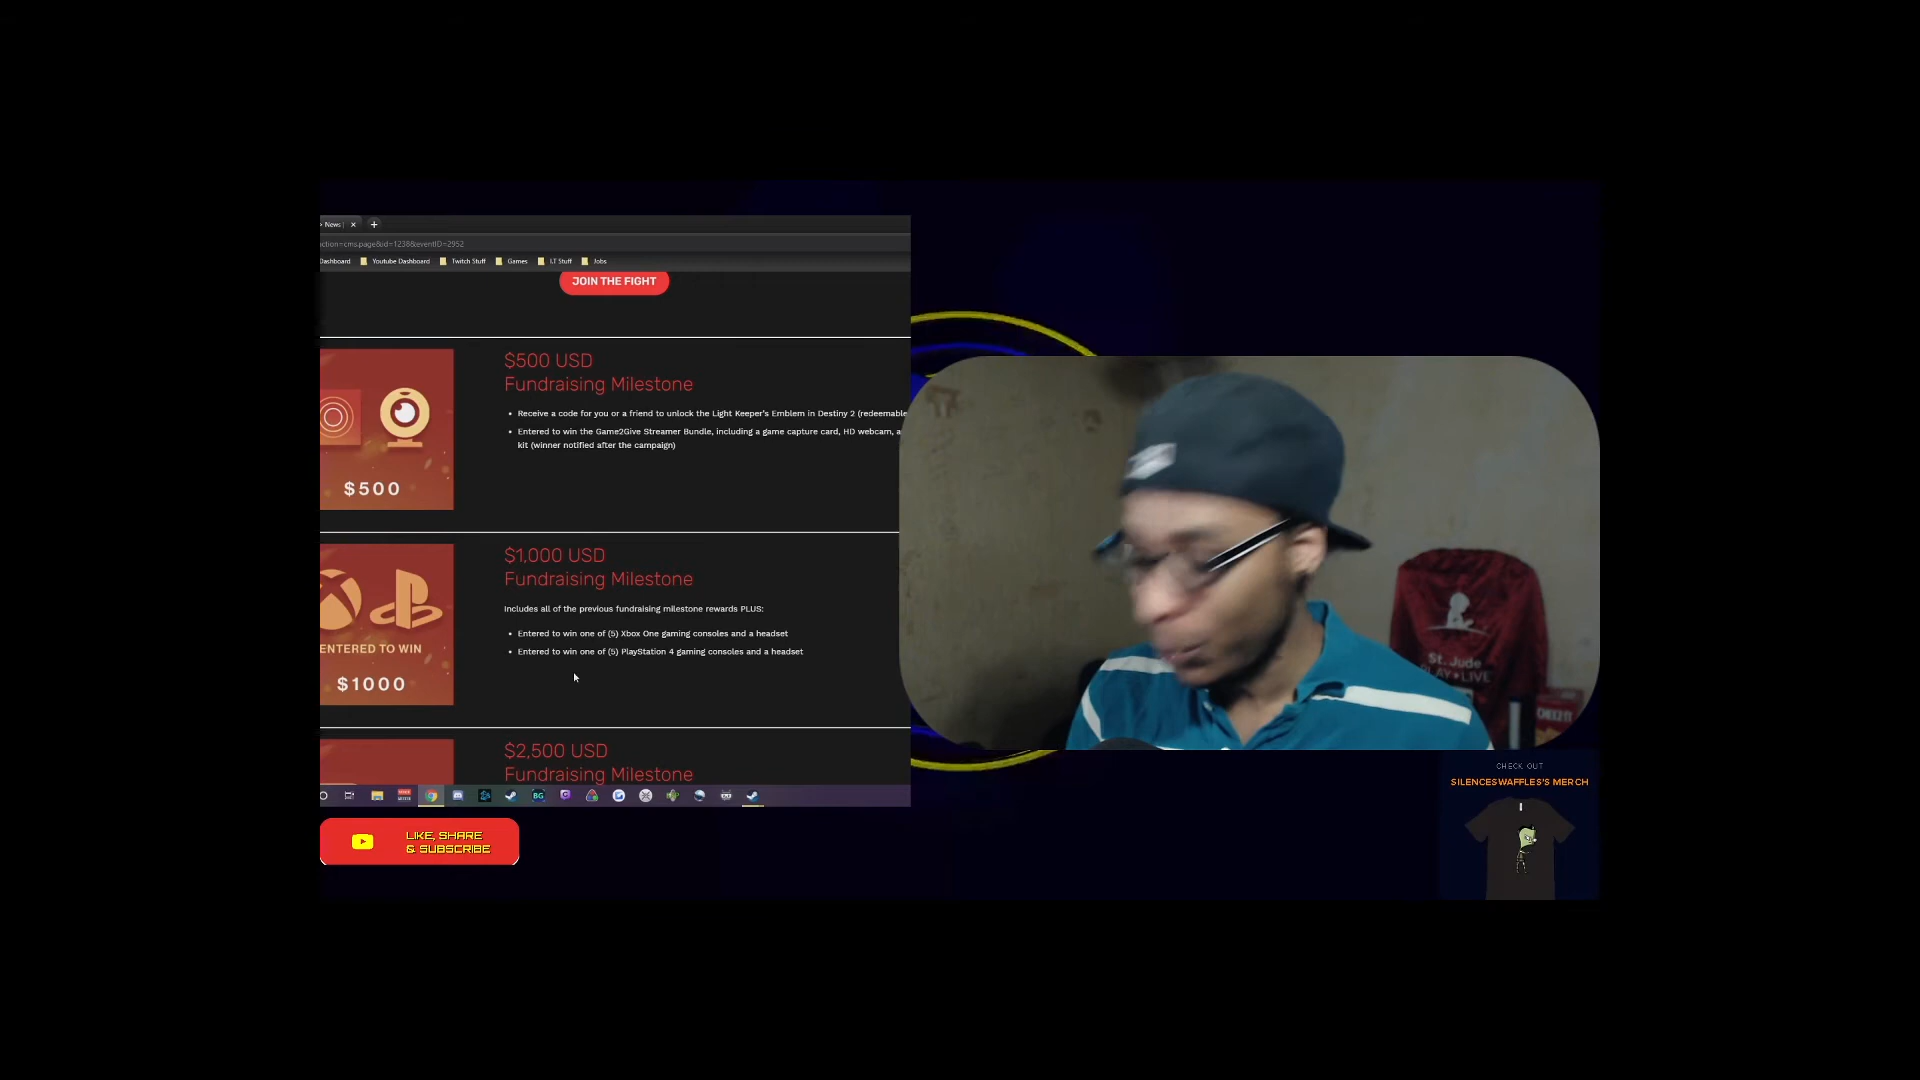 News |
ction=cms.page&id=1238&eventID=2952
Dashboard Youtube Dashboard Twitch Stuff Games I.T Stuff Jobs
JOIN THE FIGHT
$500 USD
Fundraising Milestone
Receive a code for you or a friend to unlock the Light Keeper's Emblem in Destiny 2 (redeemable
Entered to win the Game2Give Streamer Bundle, including a game capture card, HD webcam, a
kit (winner notified after the campaign)
$500
$1,000 USD
Fundraising Milestone
Includes all of the previous fundraising milestone rewards PLUS:
Entered to win one of (5) Xbox One gaming consoles and a headset
Entered to win one of (5) PlayStation 4 gaming consoles and a headset
ENTERED TO WIN
$1000
$2,500 USD
Fundraising Milestone
BG
LIKE, SHARE
& SUBSCRIBE
St. Jude
PLAY LIVE
CHECK OUT
SILENCESWAFFLES'S MERCH